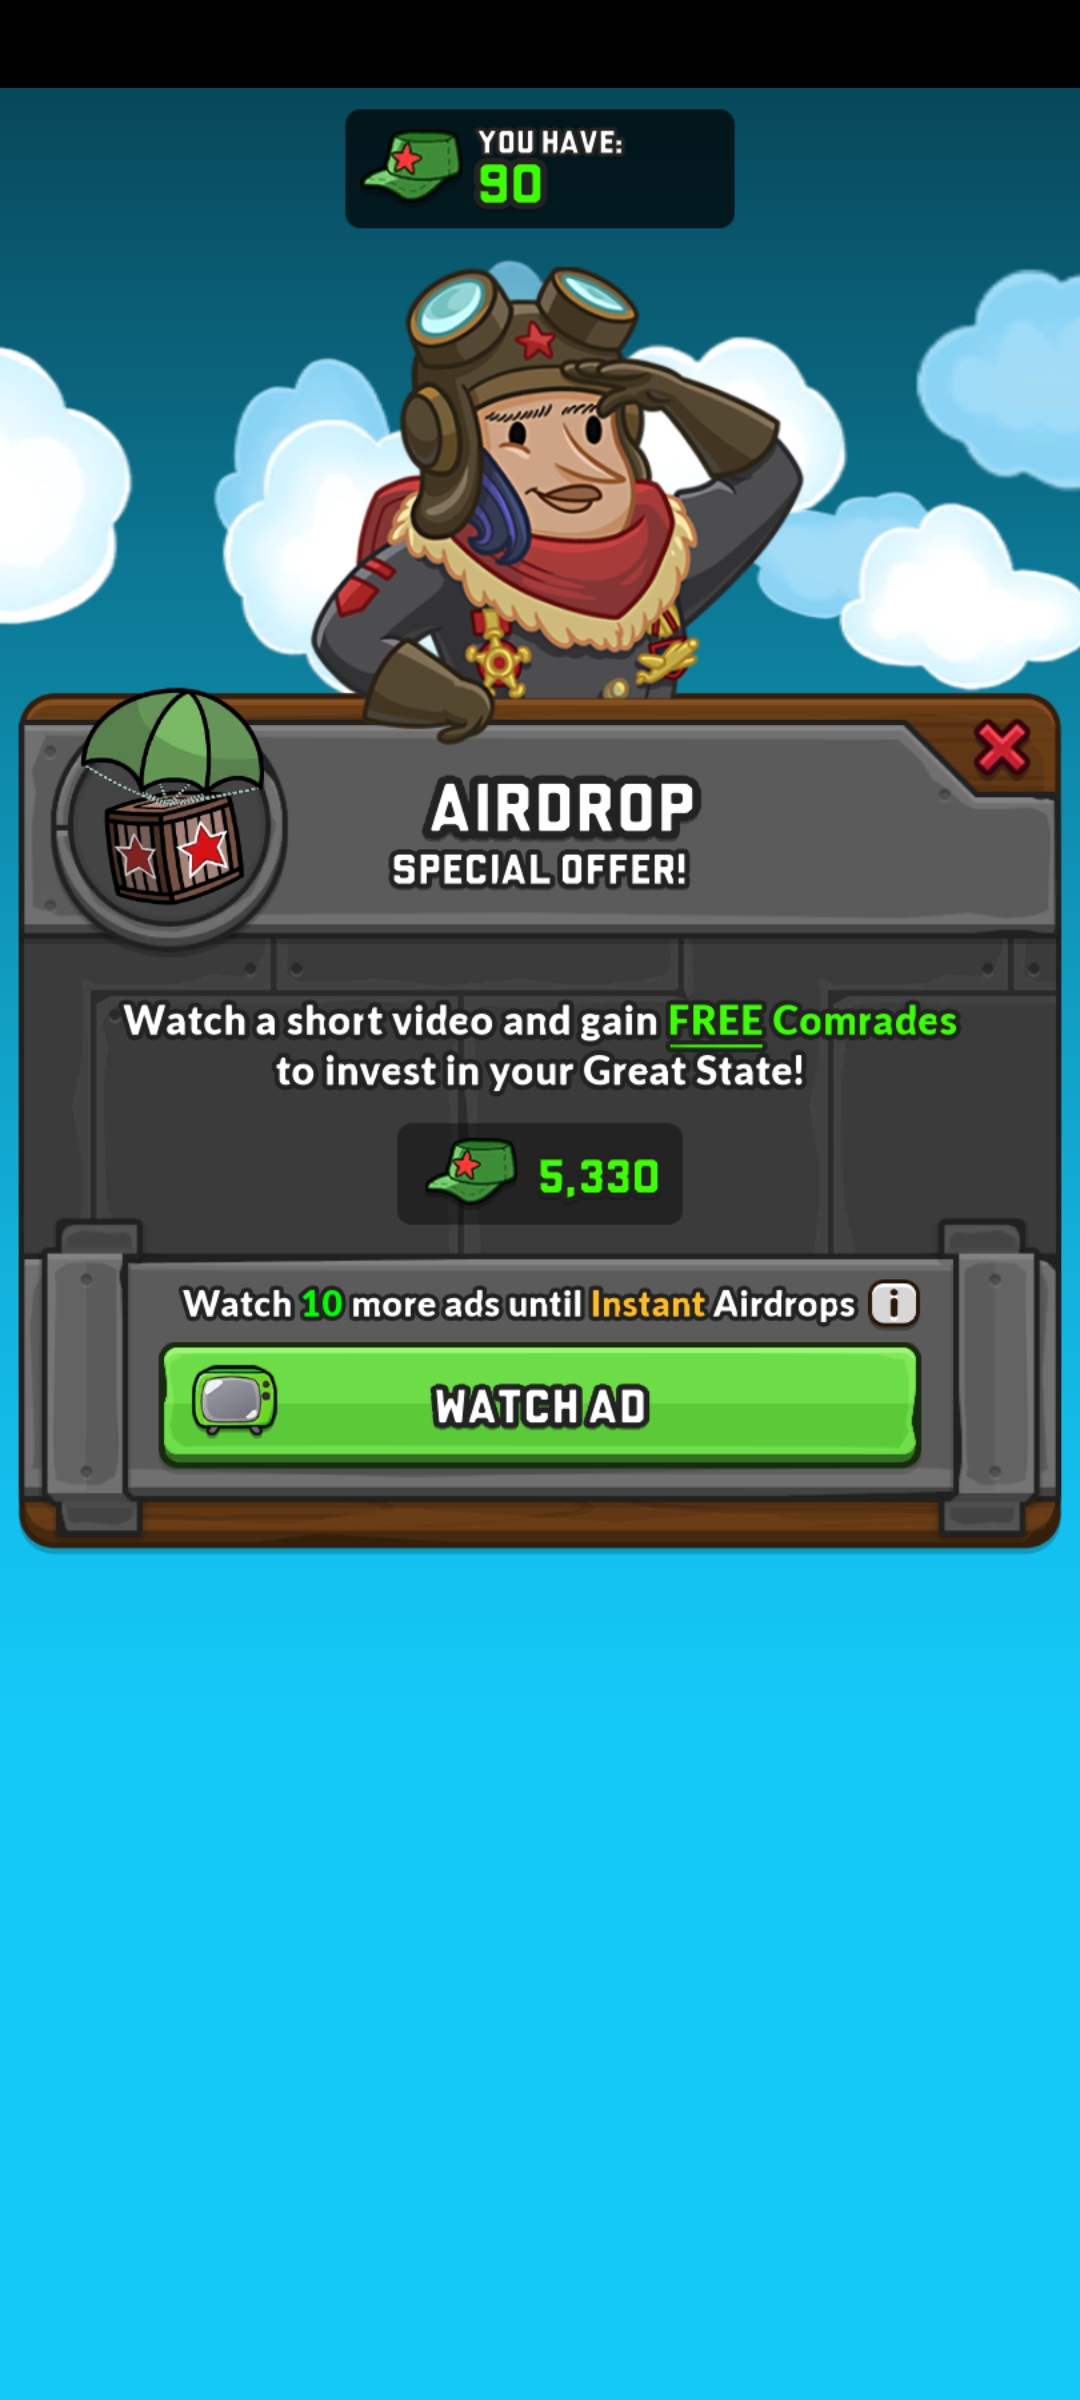 YOU HAVE:
90
AIRDROP
SPECIAL OFFER!
Watch a short video and gain FREE Comrades
to invest in your Great State!
5,330
Watch 10 more ads until Instant Airdrops i
WATCH AD